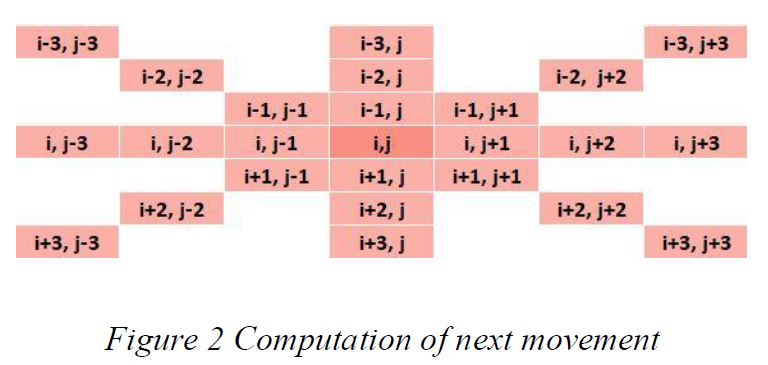 i-3, j-3 i-3, j i-3, j+3
i-2, j-2 i-2, j i-2, j+2
i-1, j-1 i-1, j i-1, j+1
i, j-3 i, j-2 i, j-1 i,j i, j+1 i, j+2 i, j+3
i+1, j-1 i+1, j i+1, j+1
i+2, j-2 i+2, j i+2, j+2
i+3, j-3 i+3, j i+3, j+3
Figure 2 Computation of next movement